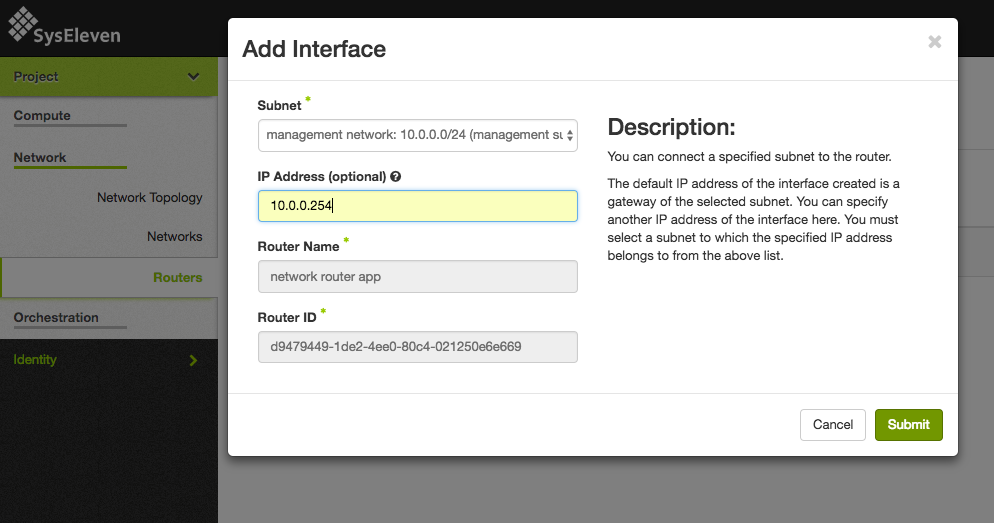 SysEleven
Project
Compute
Network
Network Topology
Networks
Routers
Orchestration
Identity
Add Interface
×
Subnet *
management network: 10.0.0.0/24 (management su
IP Address (optional) ?
10.0.0.254
Router Name *
network router app
Router ID *
d9479449-1de2-4ee0-80c4-021250e6e669
Description:
You can connect a specified subnet to the router.
The default IP address of the interface created is a
gateway of the selected subnet. You can specify
another IP address of the interface here. You must
select a subnet to which the specified IP address
belongs to from the above list.
Cancel
Submit